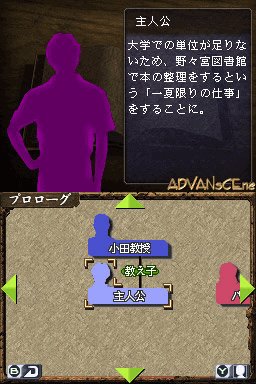 主人公
大学での単位が足りな
いため、野々宮図書館
で本の整理をするとい
う「一夏限りの仕事」
をすることに。
ADVANsCEne
プロローグ
小田教授
教え子
主人公
パ
B
Y